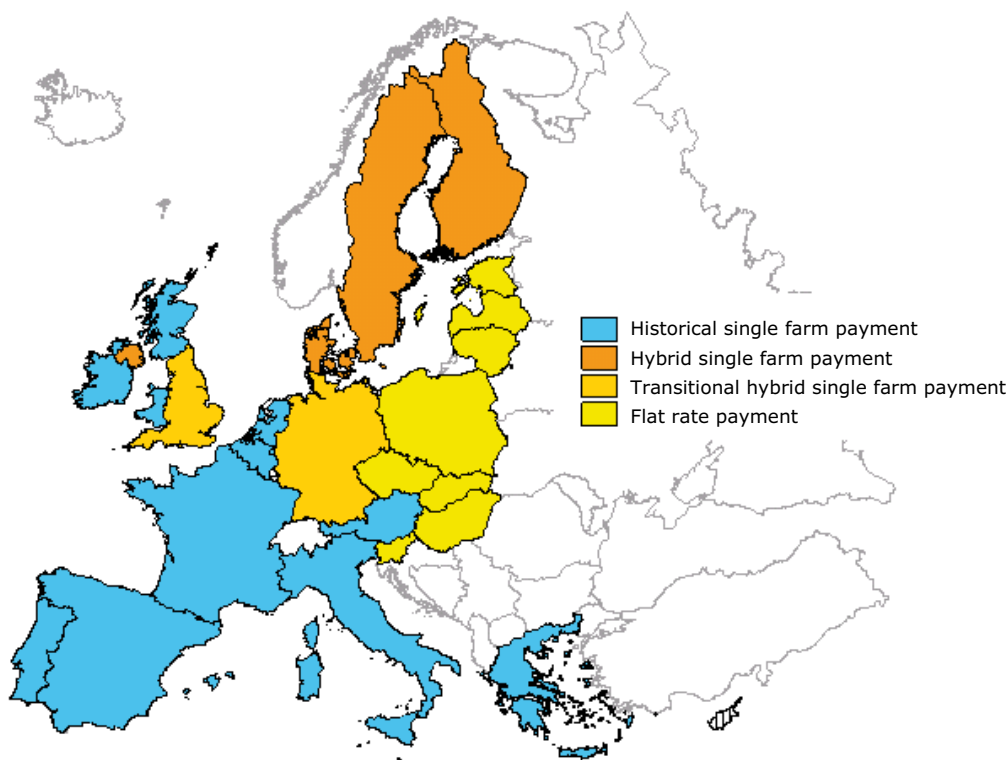 Historical single farm payment
Hybrid single farm payment
Transitional hybrid single farm payment
Flat rate payment